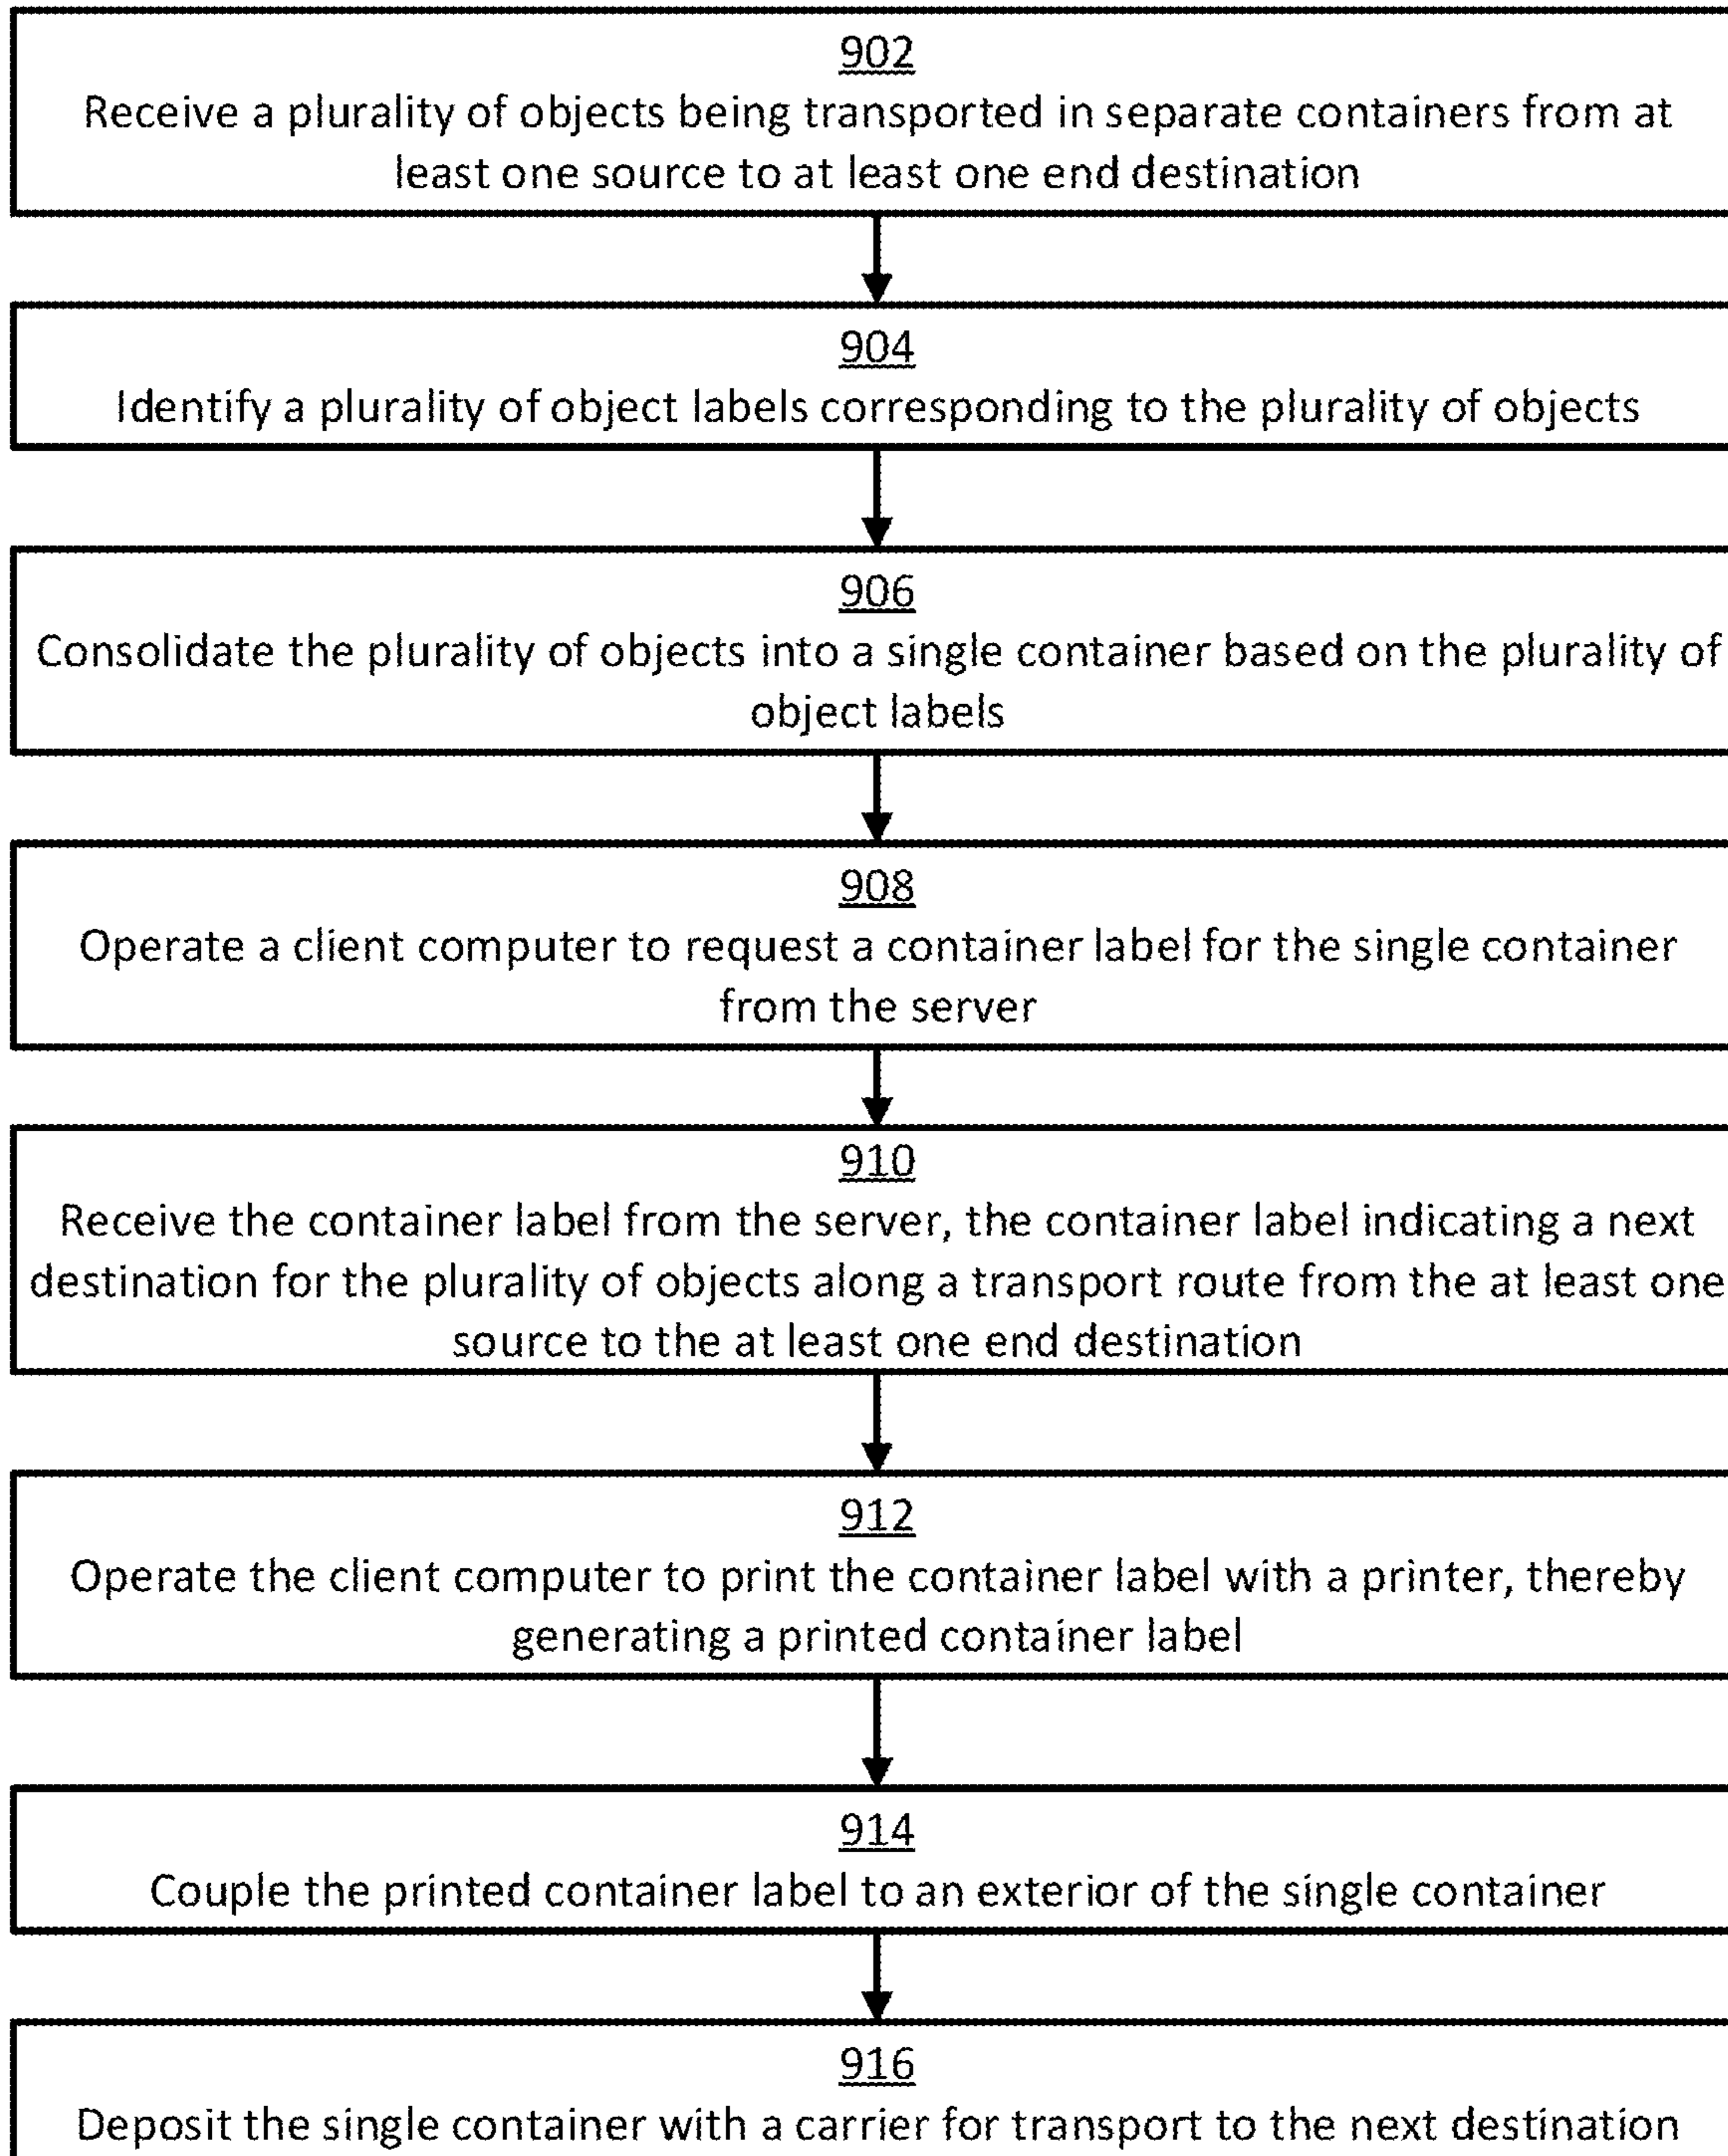 902
Receive a plurality of objects being transported in separate containers from at
least one source to at least one end destination
904
Identify a plurality of object labels corresponding to the plurality of objects
906
Consolidate the plurality of objects into a single container based on the plurality of
object labels
908
Operate a client computer to request a container label for the single container
from the server
910
Receive the container label from the server, the container label indicating a next
destination for the plurality of objects along a transport route from the at least one
source to the at least one end destination
912
Operate the client computer to print the container label with a printer, thereby
generating a printed container label
914
Couple the printed container label to an exterior of the single container
916
Deposit the single container with a carrier for transport to the next destination